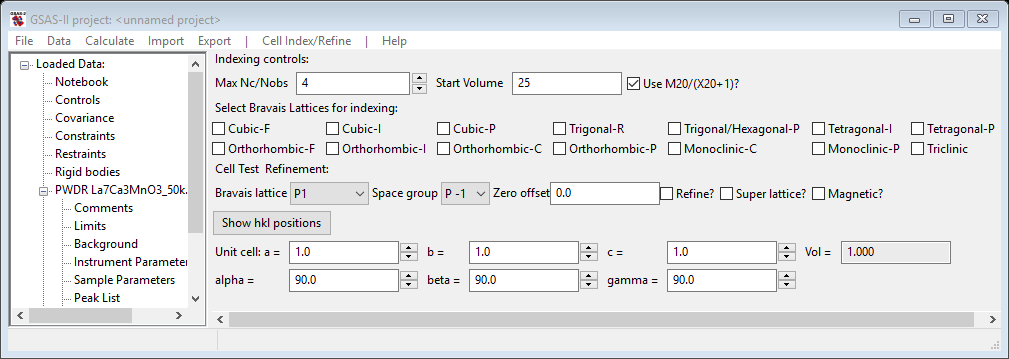 GSAS-II project: <unnamed project>
File Data Calculate Import Export | Cell Index/Refine | Help
Loaded Data:
Notebook
Controls
Covariance
Constraints
Restraints
Rigid bodies
PWDR La7Ca3MnO3_50k.
Comments
Limits
Background
Instrument Parameter
Sample Parameters
Peak List
Indexing controls:
Max Nc/Nobs 4 Start Volume 25 Use M20/(X20+1)?
Select Bravais Lattices for indexing:
Cubic-F Cubic-I Cubic-P Trigonal-R Trigonal/Hexagonal-P Tetragonal-I Tetragonal-P
Orthorhombic-F Orthorhombic-I Orthorhombic-C Orthorhombic-P Monoclinic-C Monoclinic-P Triclinic
Cell Test Refinement:
Bravais lattice P1 Space group P -1 Zero offset 0.0 Refine? Super lattice? Magnetic?
Show hkl positions
Unit cell: a = 1.0 b = 1.0 c = 1.0 Vol = 1.000
alpha = 90.0 beta = 90.0 gamma = 90.0